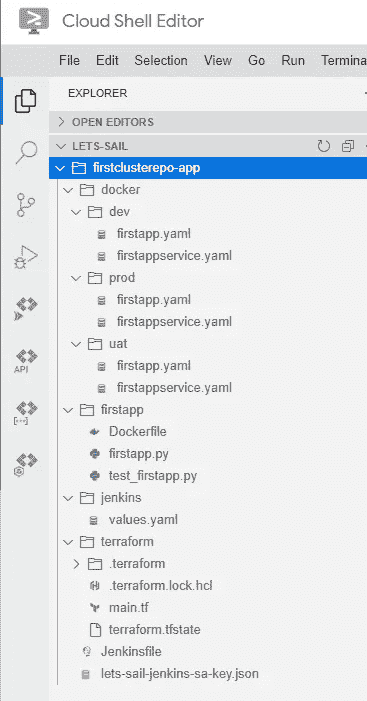 Cloud Shell Editor
File Edit Selection View Go Run Termina
EXPLORER
OPEN EDITORS
LETS-SAIL
firstclusterepo-app
docker
dev
firstapp.yaml
firstappservice.yaml
prod
firstapp.yaml
firstappservice.yaml
uat
firstapp.yaml
firstappservice.yaml
firstapp
Dockerfile
firstapp.py
test_firstapp.py
jenkins
values.yaml
terraform
.terraform
.terraform.lock.hcl
main.tf
terraform.tfstate
Jenkinsfile
lets-sail-jenkins-sa-key.json
API